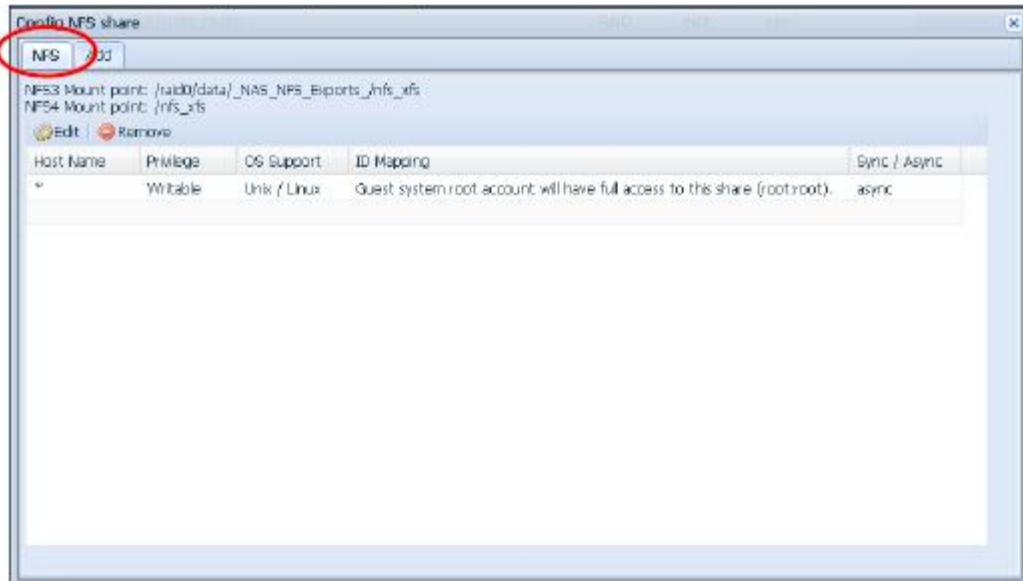 Config NFS share
NFS Add
NFS3 Mount point: /raid0/data/_NAS_NFS_Exports_/nfs_xfs
NFS4 Mount point: /nfs_xfs
Edit Remove
Host Name Privilege OS Support ID Mapping Sync / Async
* Writable Unix / Linux Guest system root account will have full access to this share (root:root). async